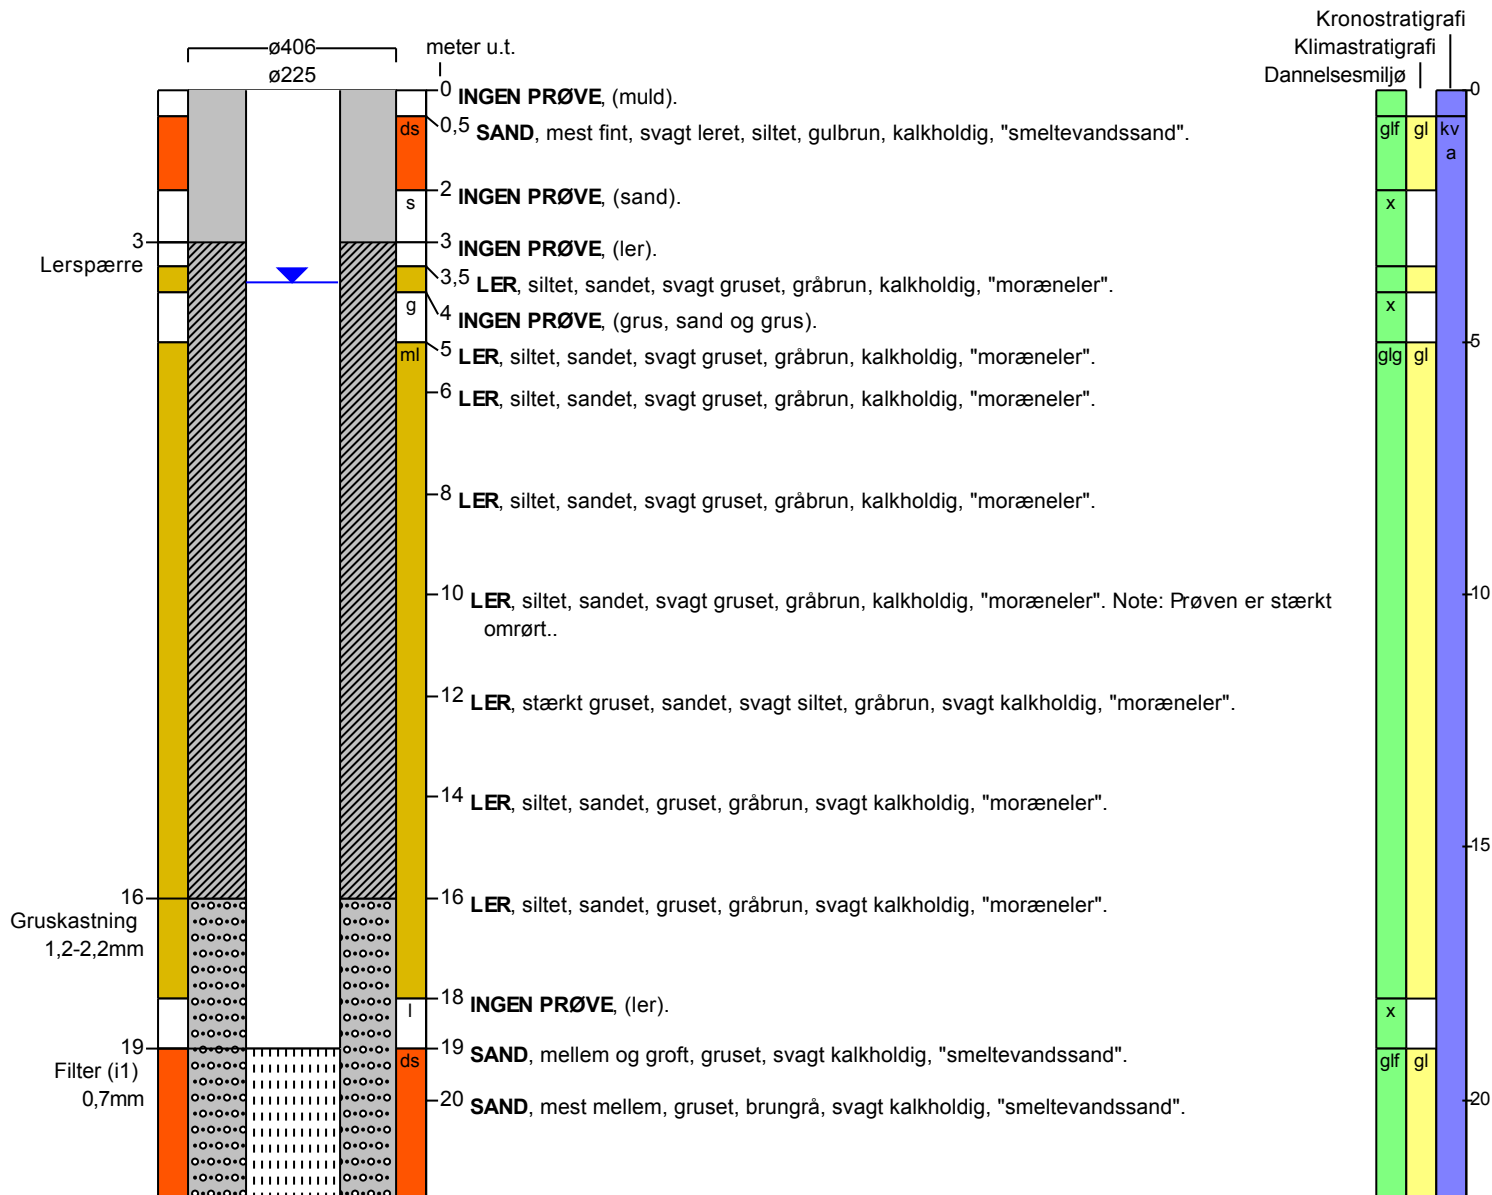 Kronostratigrafi
ø406 meter u.t. Klimastratigrafi
ø225 Dannelsesmiljø
0 INGEN PRØVE, (muld). 0
ds 0,5 SAND, mest fint, svagt leret, siltet, gulbrun, kalkholdig, "smeltevandssand". glf gl kv
a
s 2 INGEN PRØVE, (sand). x
3 3 INGEN PRØVE, (ler).
Lerspærre
3,5 LER, siltet, sandet, svagt gruset, gråbrun, kalkholdig, "moræneler".
g 4 INGEN PRØVE, (grus, sand og grus). x
ml 5 LER, siltet, sandet, svagt gruset, gråbrun, kalkholdig, "moræneler". glg gl 5
6 LER, siltet, sandet, svagt gruset, gråbrun, kalkholdig, "moræneler".
8 LER, siltet, sandet, svagt gruset, gråbrun, kalkholdig, "moræneler".
10 LER, siltet, sandet, svagt gruset, gråbrun, kalkholdig, "moræneler". Note: Prøven er stærkt 10
omrørt..
12 LER, stærkt gruset, sandet, svagt siltet, gråbrun, svagt kalkholdig, "moræneler".
14 LER, siltet, sandet, gruset, gråbrun, svagt kalkholdig, "moræneler".
15
16 16 LER, siltet, sandet, gruset, gråbrun, svagt kalkholdig, "moræneler".
Gruskastning
1,2-2,2mm
l 18 INGEN PRØVE, (ler). x
19 ds 19 SAND, mellem og groft, gruset, svagt kalkholdig, "smeltevandssand". glf gl
Filter (i1)
0,7mm 20 SAND, mest mellem, gruset, brungrå, svagt kalkholdig, "smeltevandssand". 20